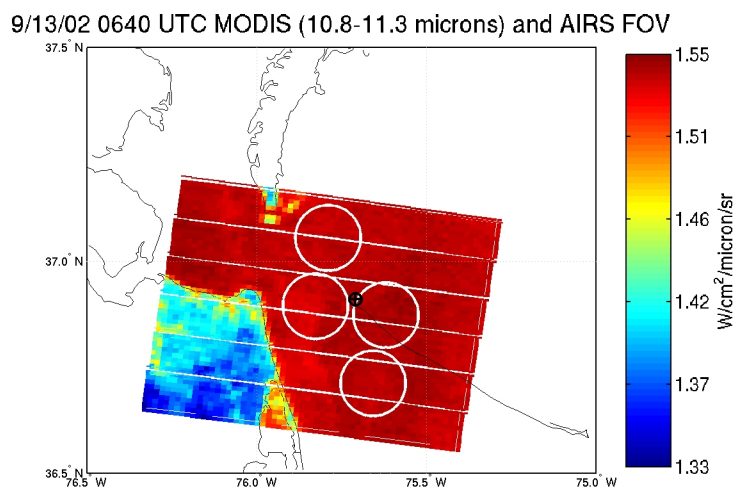 9/13/02 0640 UTC MODIS (10.8-11.3 microns) and AIRS FOV
37.5° N
37.0° N
36.5° N
76.5° W
76.0° W
75.5° W
75.0° W
1.55
1.51
1.46
1.42
1.37
1.33
W/cm²/micron/sr